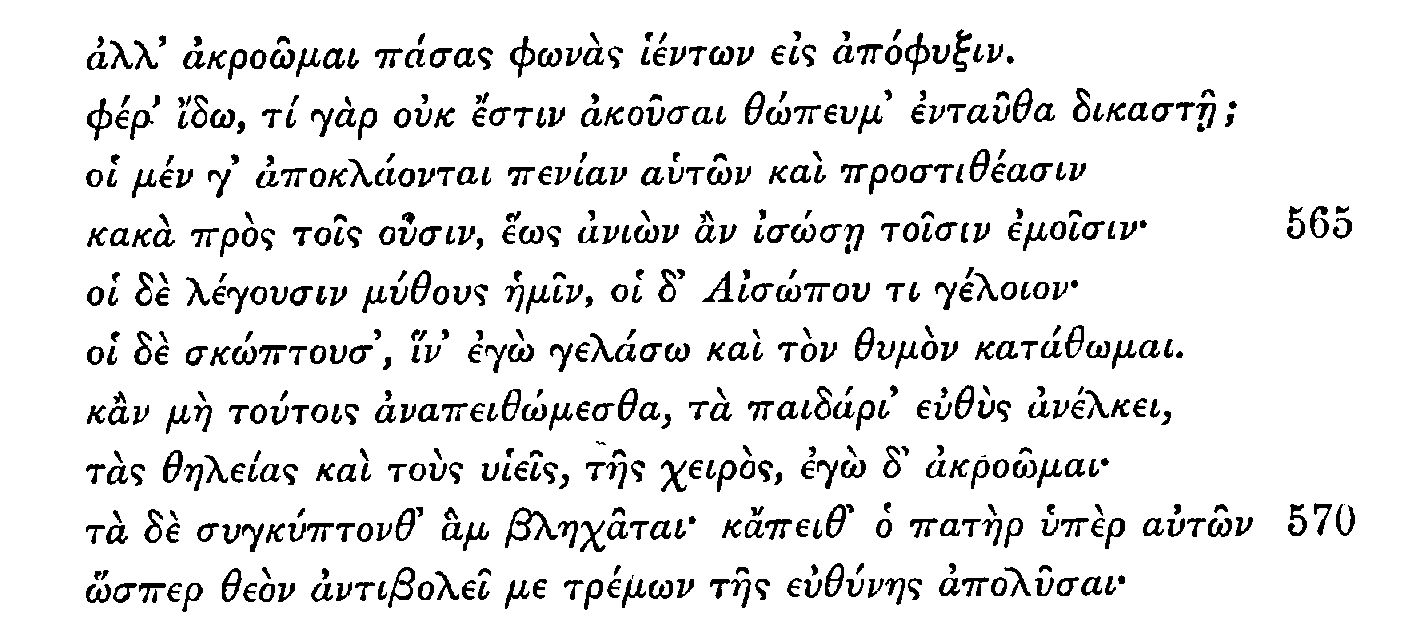 ἀλλ’ ἀκροῶμαι πάσας φωνὰς ἱέντων εἰς ἀπόφυξιν.
φέρ’ ἴδω, τί γὰρ οὐκ ἔστιν ἀκοῦσαι θώπευμ’ ἐνταῦθα δικαστῇ;
οἱ μέν γ’ ἀποκλάονται πενίαν αὑτῶν καὶ προστιθέασιν
κακὰ πρὸς τοῖς οὖσιν, ἕως ἀνιὼν ἂν ἰσώσῃ τοῖσιν ἐμοῖσιν· 565
οἱ δὲ λέγουσιν μύθους ἡμῖν, οἱ δ’ Αἰσώπου τι γέλοιον·
οἱ δὲ σκώπτουσ’, ἵν’ ἐγὼ γελάσω καὶ τὸν θυμὸν κατάθωμαι.
κἂν μὴ τούτοις ἀναπειθώμεσθα, τὰ παιδάρι’ εὐθὺς ἀνέλκει,
τὰς θηλείας καὶ τοὺς υἱεῖς, τῆς χειρὸς, ἐγὼ δ’ ἀκροῶμαι·
τὰ δὲ συγκύπτονθ’ ἃμ βληχᾶται· κἄπειθ’ ὁ πατὴρ ὑπὲρ αὐτῶν 570
ὥσπερ θεὸν ἀντιβολεῖ με τρέμων τῆς εὐθύνης ἀπολῦσαι·